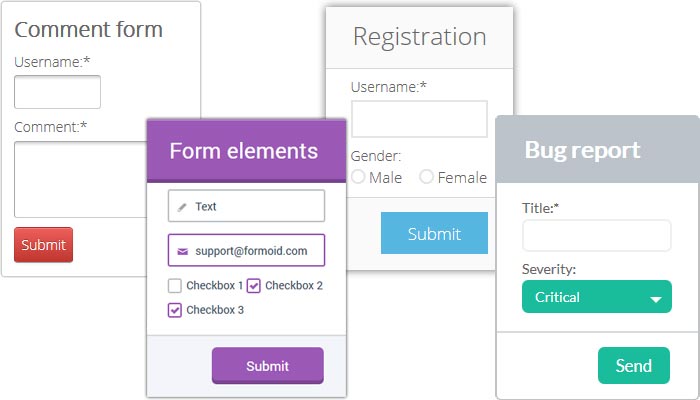 Comment form
Username:*
Comment:*
Submit
Form elements
Text
support@formoid.com
Checkbox 1 Checkbox 2
Checkbox 3
Submit
Registration
Username:*
Gender:
Male Female
Submit
Bug report
Title:*
Severity:
Critical
Send